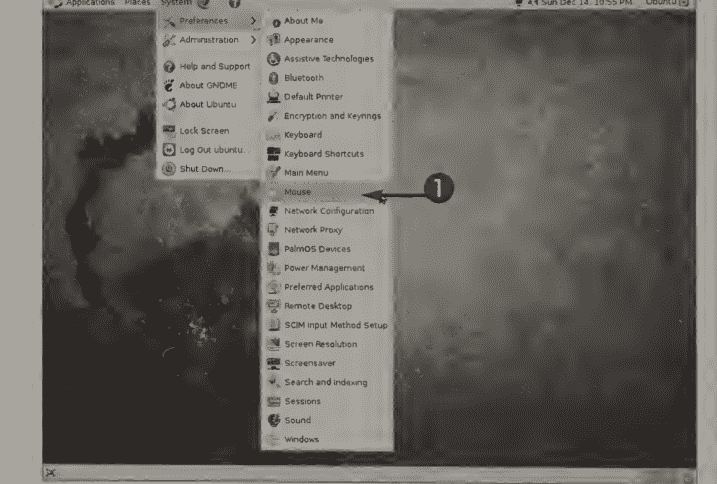 Applications Places System
Sun Dec 14, 10:55 PM Ubuntu
Preferences
Administration
Help and Support
About GNOME
About Ubuntu
Lock Screen
Log Out ubuntu...
Shut Down...
About Me
Appearance
Assistive Technologies
Bluetooth
Default Printer
Encryption and Keyrings
Keyboard
Keyboard Shortcuts
Main Menu
Mouse
1
Network Configuration
Network Proxy
PalmOS Devices
Power Management
Preferred Applications
Remote Desktop
SCIM Input Method Setup
Screen Resolution
Screensaver
Search and Indexing
Sessions
Sound
Windows